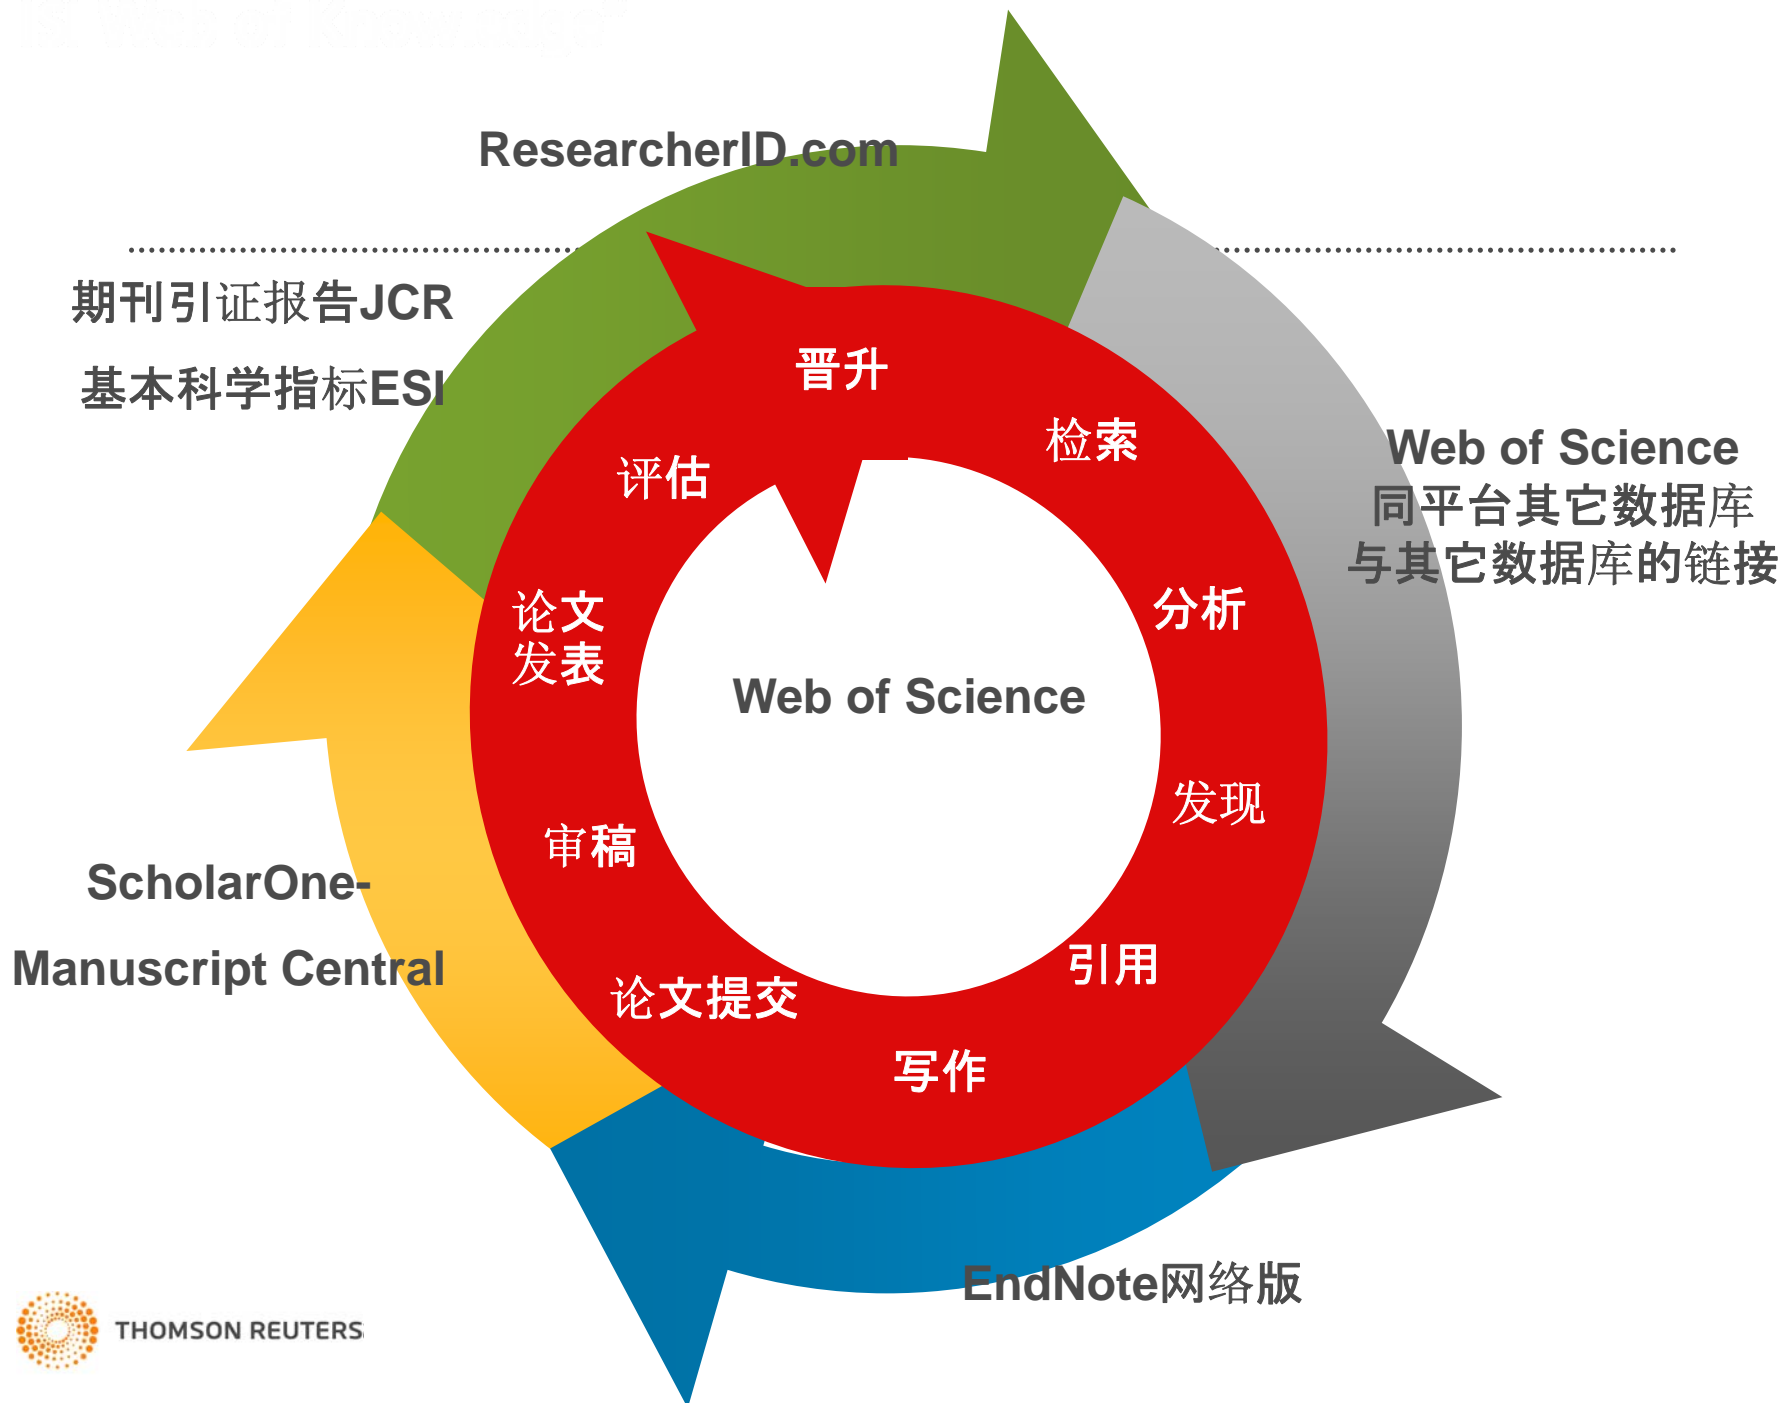 ResearcherID.com
期刊引证报告JCR
基本科学指标ESI
晋升
检索
评估
Web of Science
同平台其它数据库
与其它数据库的链接
分析
论文
发表
Web of Science
发现
审稿
ScholarOne-
Manuscript Central
引用
论文提交
写作
EndNote网络版
THOMSON REUTERS